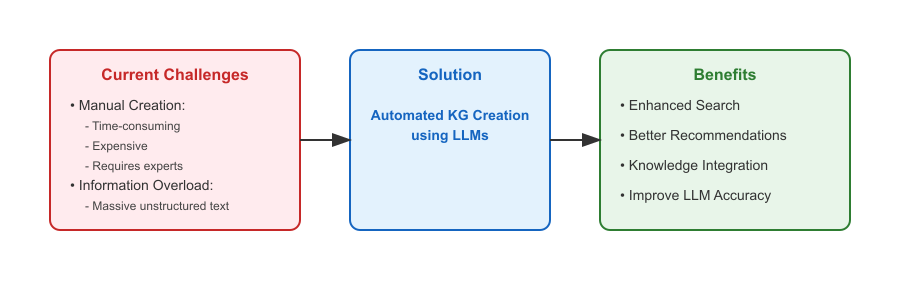 Current Challenges
• Manual Creation:
- Time-consuming
- Expensive
- Requires experts
• Information Overload:
- Massive unstructured text
Solution
Automated KG Creation
using LLMs
Benefits
• Enhanced Search
• Better Recommendations
• Knowledge Integration
• Improve LLM Accuracy